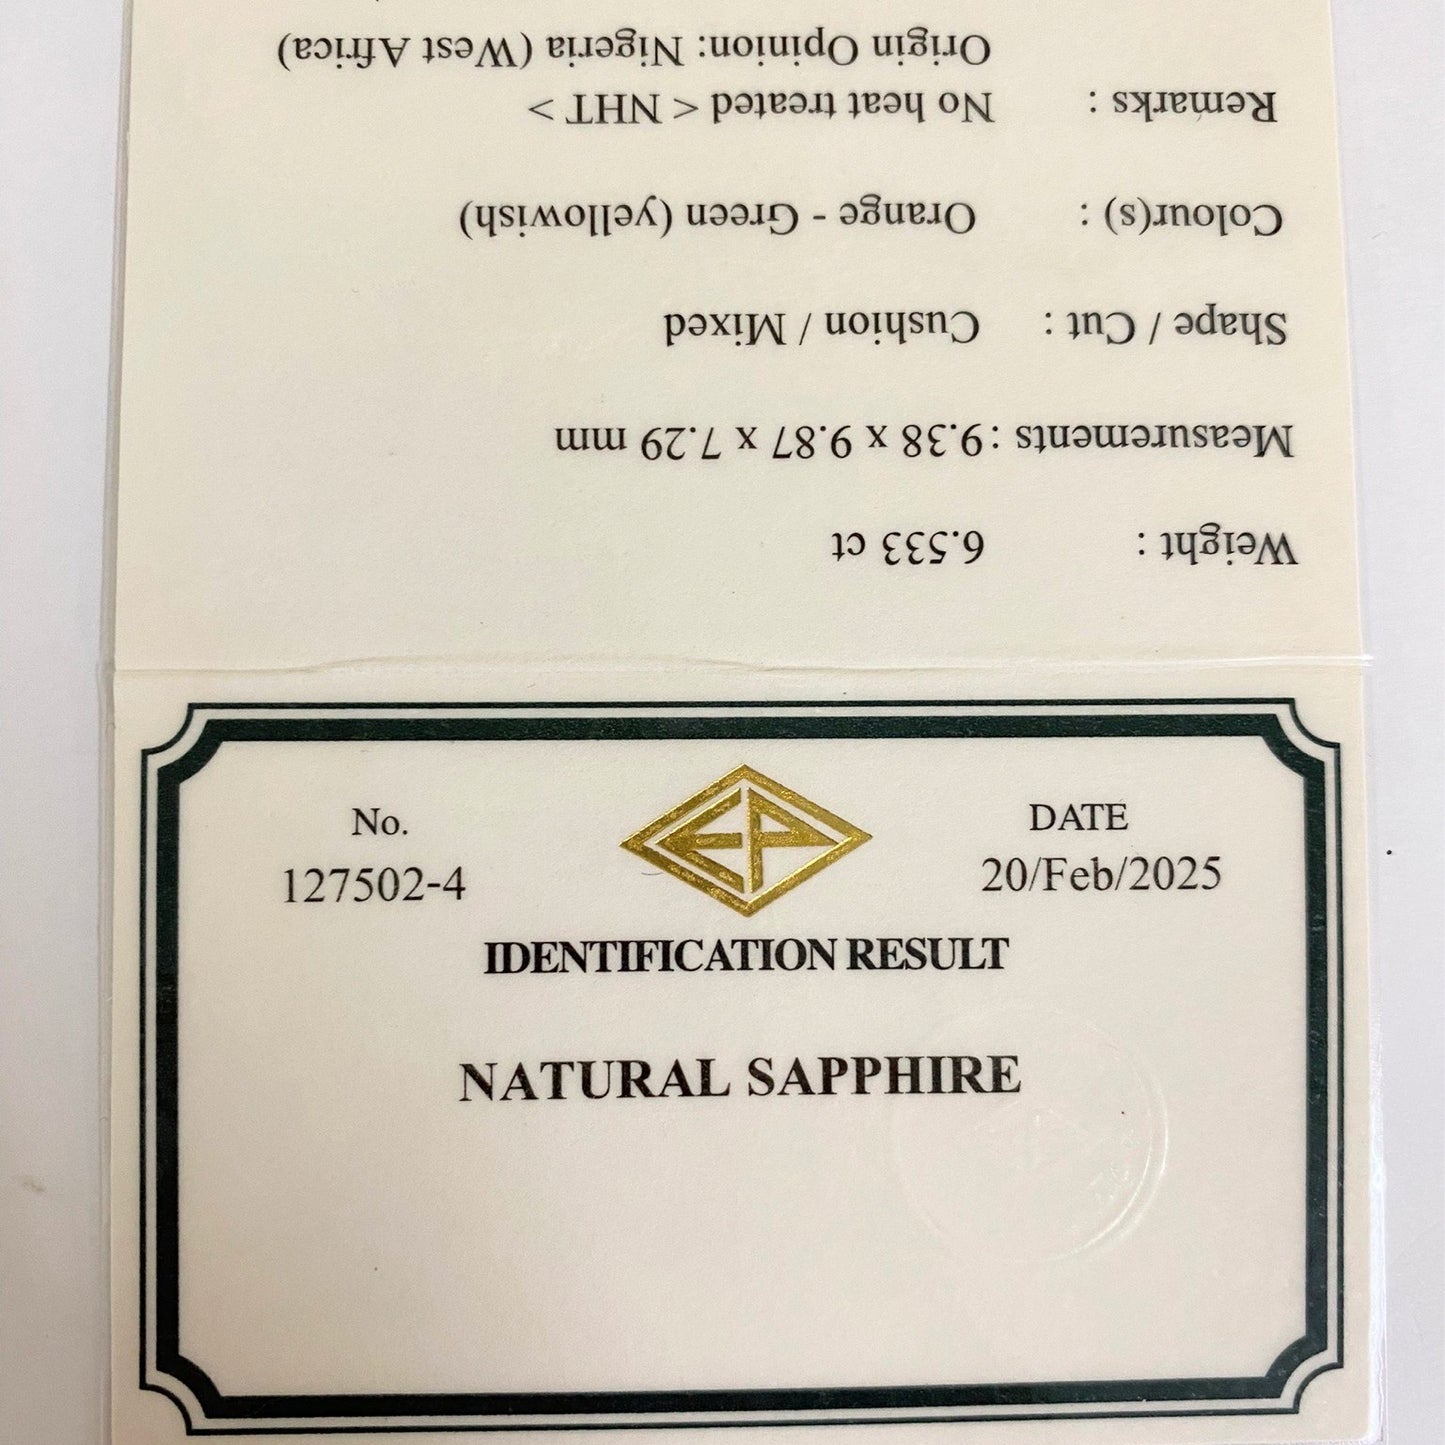 No.
127502-4
EP
DATE
20/Feb/2025
IDENTIFICATION RESULT
NATURAL SAPPHIRE
Weight : 6.533 ct
Measurements : 9.38 x 9.87 x 7.29 mm
Shape / Cut : Cushion / Mixed
Colour(s) : Orange - Green (yellowish)
Remarks : No heat treated < NHT >
Origin Opinion: Nigeria (West Africa)